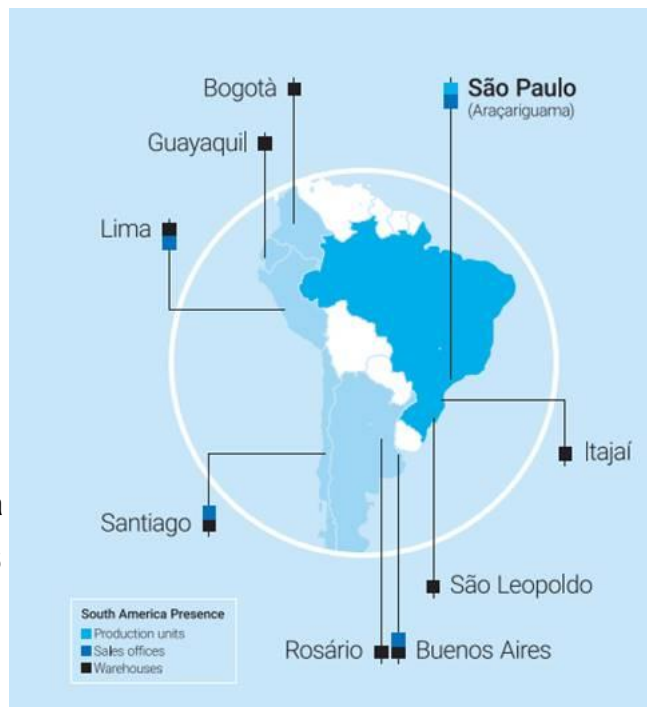 Bogotà
São Paulo
(Araçariguama)
Guayaquil
Lima
Itajaí
Santiago
São Leopoldo
Rosário
Buenos Aires
South America Presence
Production units
Sales offices
Warehouses